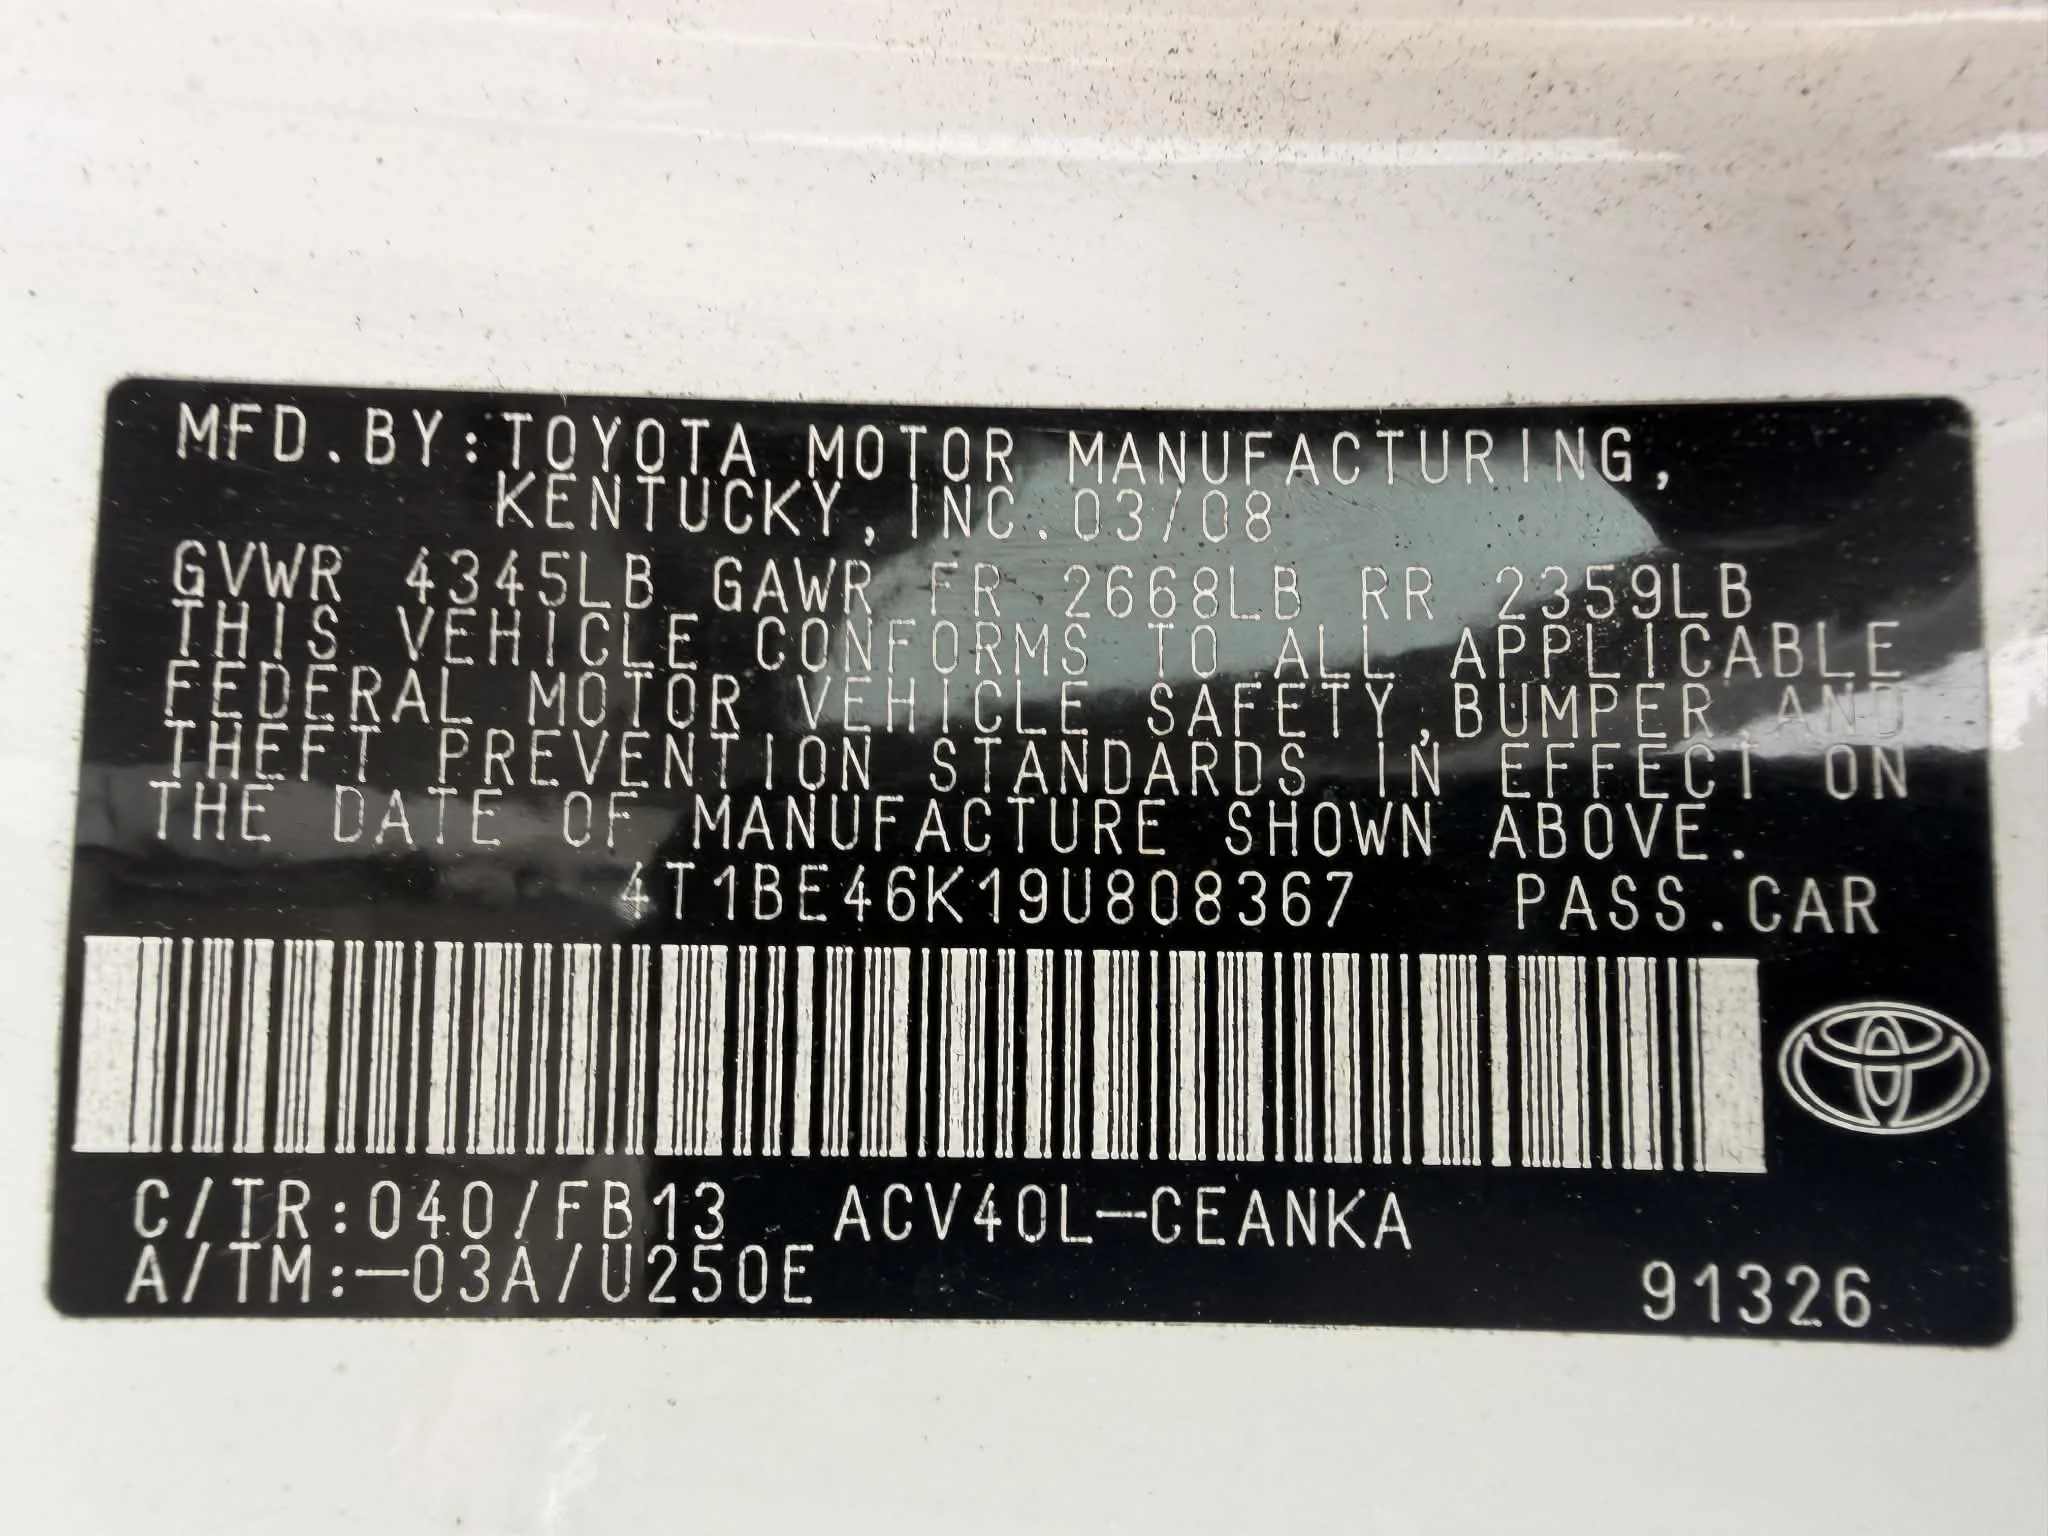 MFD.BY:TOYOTA MOTOR MANUFACTURING,
KENTUCKY,INC.03/08
GVWR 4345LB GAWR FR 2668LB RR 2359LB
THIS VEHICLE CONFORMS TO ALL APPLICABLE
FEDERAL MOTOR VEHICLE SAFETY,BUMPER,AND
THEFT PREVENTION STANDARDS IN EFFECT ON
THE DATE OF MANUFACTURE SHOWN ABOVE.
4T1BE46K19U808367 PASS.CAR
C/TR:040/FB13 ACV40L-CEANKA
A/TM:-03A/U250E
91326